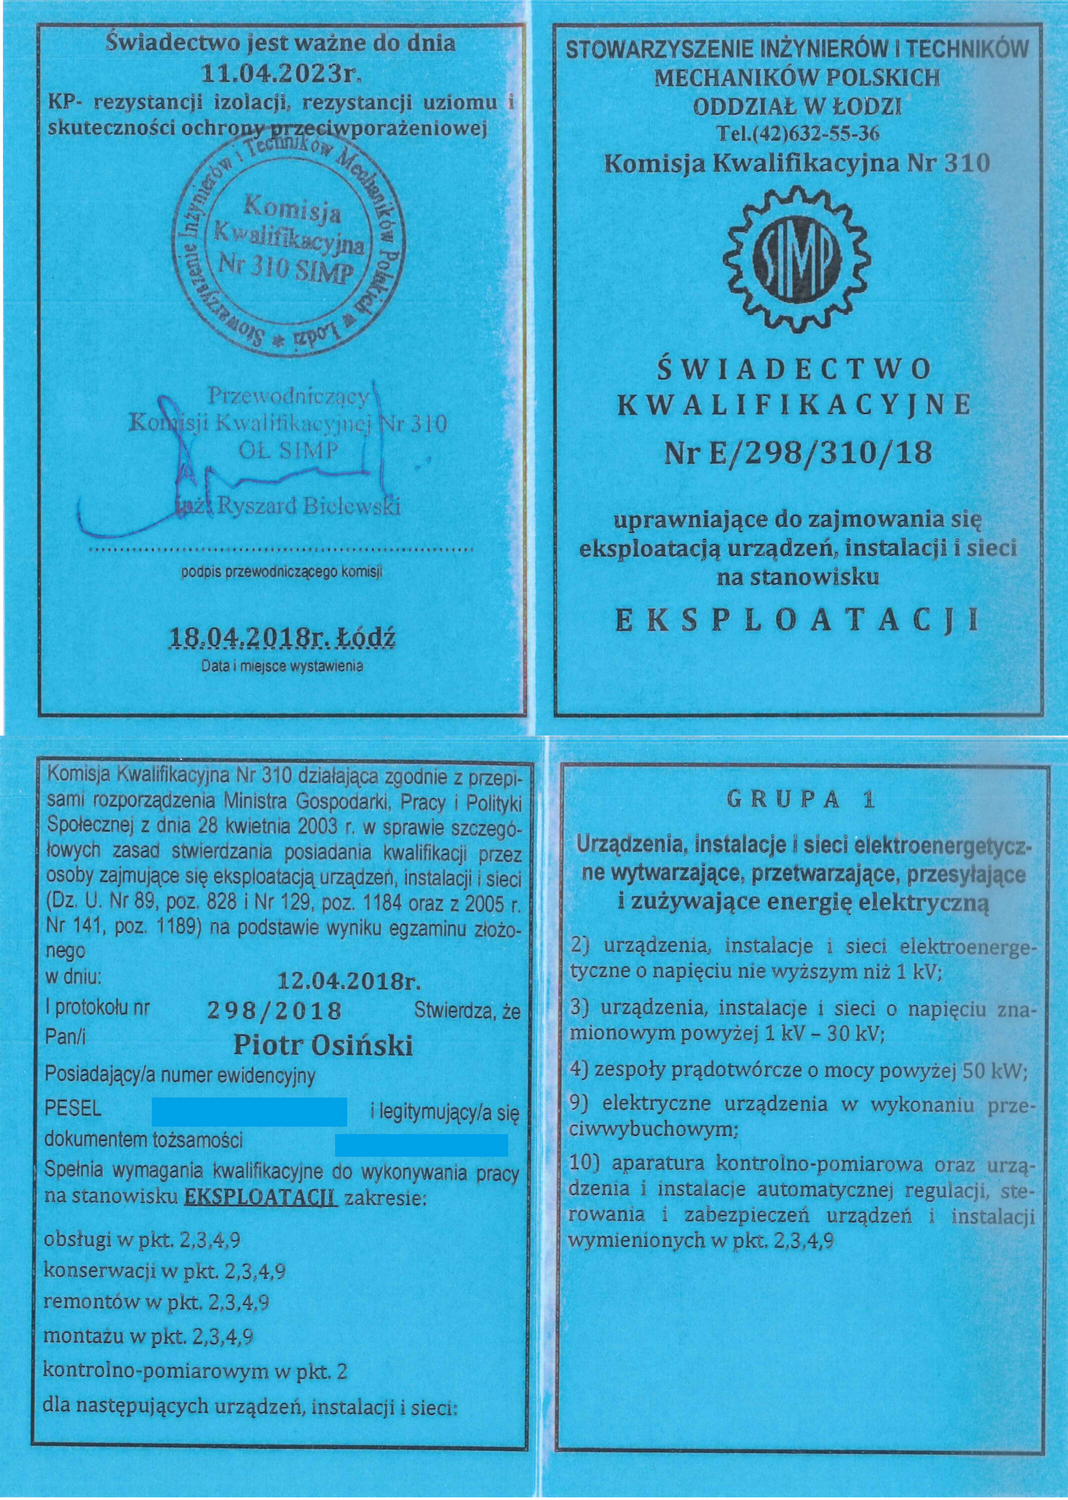 Świadectwo jest ważne do dnia
11.04.2023r.
KP- rezystancji izolacji, rezystancji uziomu i
skuteczności ochrony przeciwporażeniowej
Stowarzyszenie Inżynierów i Techników Mechaników Polskich w Łodzi *
Komisja
Kwalifikacyjna
Nr 310 SIMP
Przewodniczący
Komisji Kwalifikacyjnej Nr 310
OŁ SIMP
inż. Ryszard Bielewski
podpis przewodniczącego komisji
18.04.2018r. Łódź
Data i miejsce wystawienia
STOWARZYSZENIE INŻYNIERÓW I TECHNIKÓW
MECHANIKÓW POLSKICH
ODDZIAŁ W ŁODZI
Tel.(42)632-55-36
Komisja Kwalifikacyjna Nr 310
SIMP
ŚWIADECTWO
KWALIFIKACYJNE
Nr E/298/310/18
uprawniające do zajmowania się
eksploatacją urządzeń, instalacji i sieci
na stanowisku
EKSPLOATACJI
Komisja Kwalifikacyjna Nr 310 działająca zgodnie z przepi-
sami rozporządzenia Ministra Gospodarki, Pracy i Polityki
Społecznej z dnia 28 kwietnia 2003 r. w sprawie szczegó-
łowych zasad stwierdzania posiadania kwalifikacji przez
osoby zajmujące się eksploatacją urządzeń, instalacji i sieci
(Dz. U. Nr 89, poz. 828 i Nr 129, poz. 1184 oraz z 2005 r.
Nr 141, poz. 1189) na podstawie wyniku egzaminu złożo-
nego
w dniu: 12.04.2018r.
I protokołu nr 298/2018 Stwierdza, że
Pan/i Piotr Osiński
Posiadający/a numer ewidencyjny
PESEL i legitymujący/a się
dokumentem tożsamości
Spełnia wymagania kwalifikacyjne do wykonywania pracy
na stanowisku EKSPLOATACJI zakresie:
obsługi w pkt. 2,3,4,9
konserwacji w pkt. 2,3,4,9
remontów w pkt. 2,3,4,9
montażu w pkt. 2,3,4,9
kontrolno-pomiarowym w pkt. 2
dla następujących urządzeń, instalacji i sieci:
GRUPA 1
Urządzenia, instalacje i sieci elektroenergetycz-
ne wytwarzające, przetwarzające, przesyłające
i zużywające energię elektryczną
2) urządzenia, instalacje i sieci elektroenerge-
tyczne o napięciu nie wyższym niż 1 kV;
3) urządzenia, instalacje i sieci o napięciu zna-
mionowym powyżej 1 kV – 30 kV;
4) zespoły prądotwórcze o mocy powyżej 50 kW;
9) elektryczne urządzenia w wykonaniu prze-
ciwwybuchowym;
10) aparatura kontrolno-pomiarowa oraz urzą-
dzenia i instalacje automatycznej regulacji, ste-
rowania i zabezpieczeń urządzeń i instalacji
wymienionych w pkt. 2,3,4,9